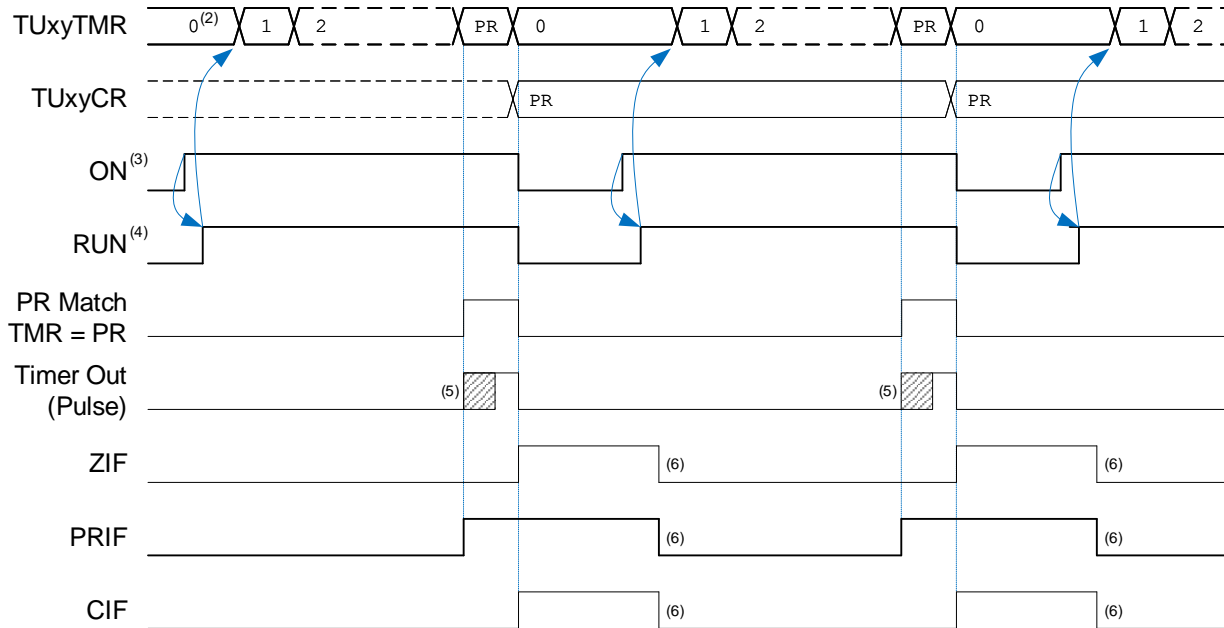 TUxyTMR 0(2) 1 2 PR 0 1 2 PR 0 1 2
TUxyCR PR PR
ON(3)
RUN(4)
PR Match
TMR = PR
Timer Out
(Pulse) (5) (5)
ZIF (6) (6)
PRIF (6) (6)
CIF (6) (6)